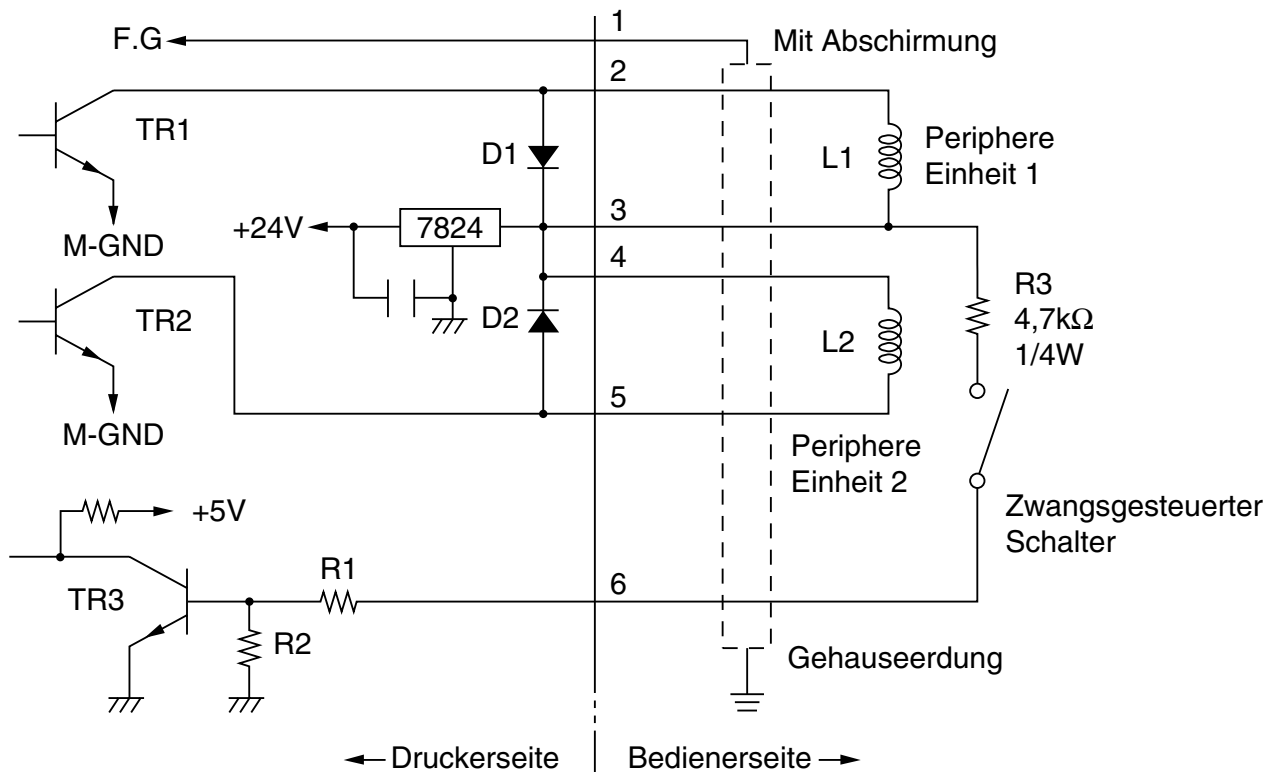 1
F.G
Mit Abschirmung
2
TR1
D1
L1
Periphere
Einheit 1
M-GND
+24V
7824
3
4
TR2
D2
L2
R3
4,7kΩ
1/4W
M-GND
5
Periphere
Einheit 2
+5V
Zwangsgesteuerter
Schalter
TR3
R1
6
R2
Gehauseerdung
Druckerseite
Bedienerseite